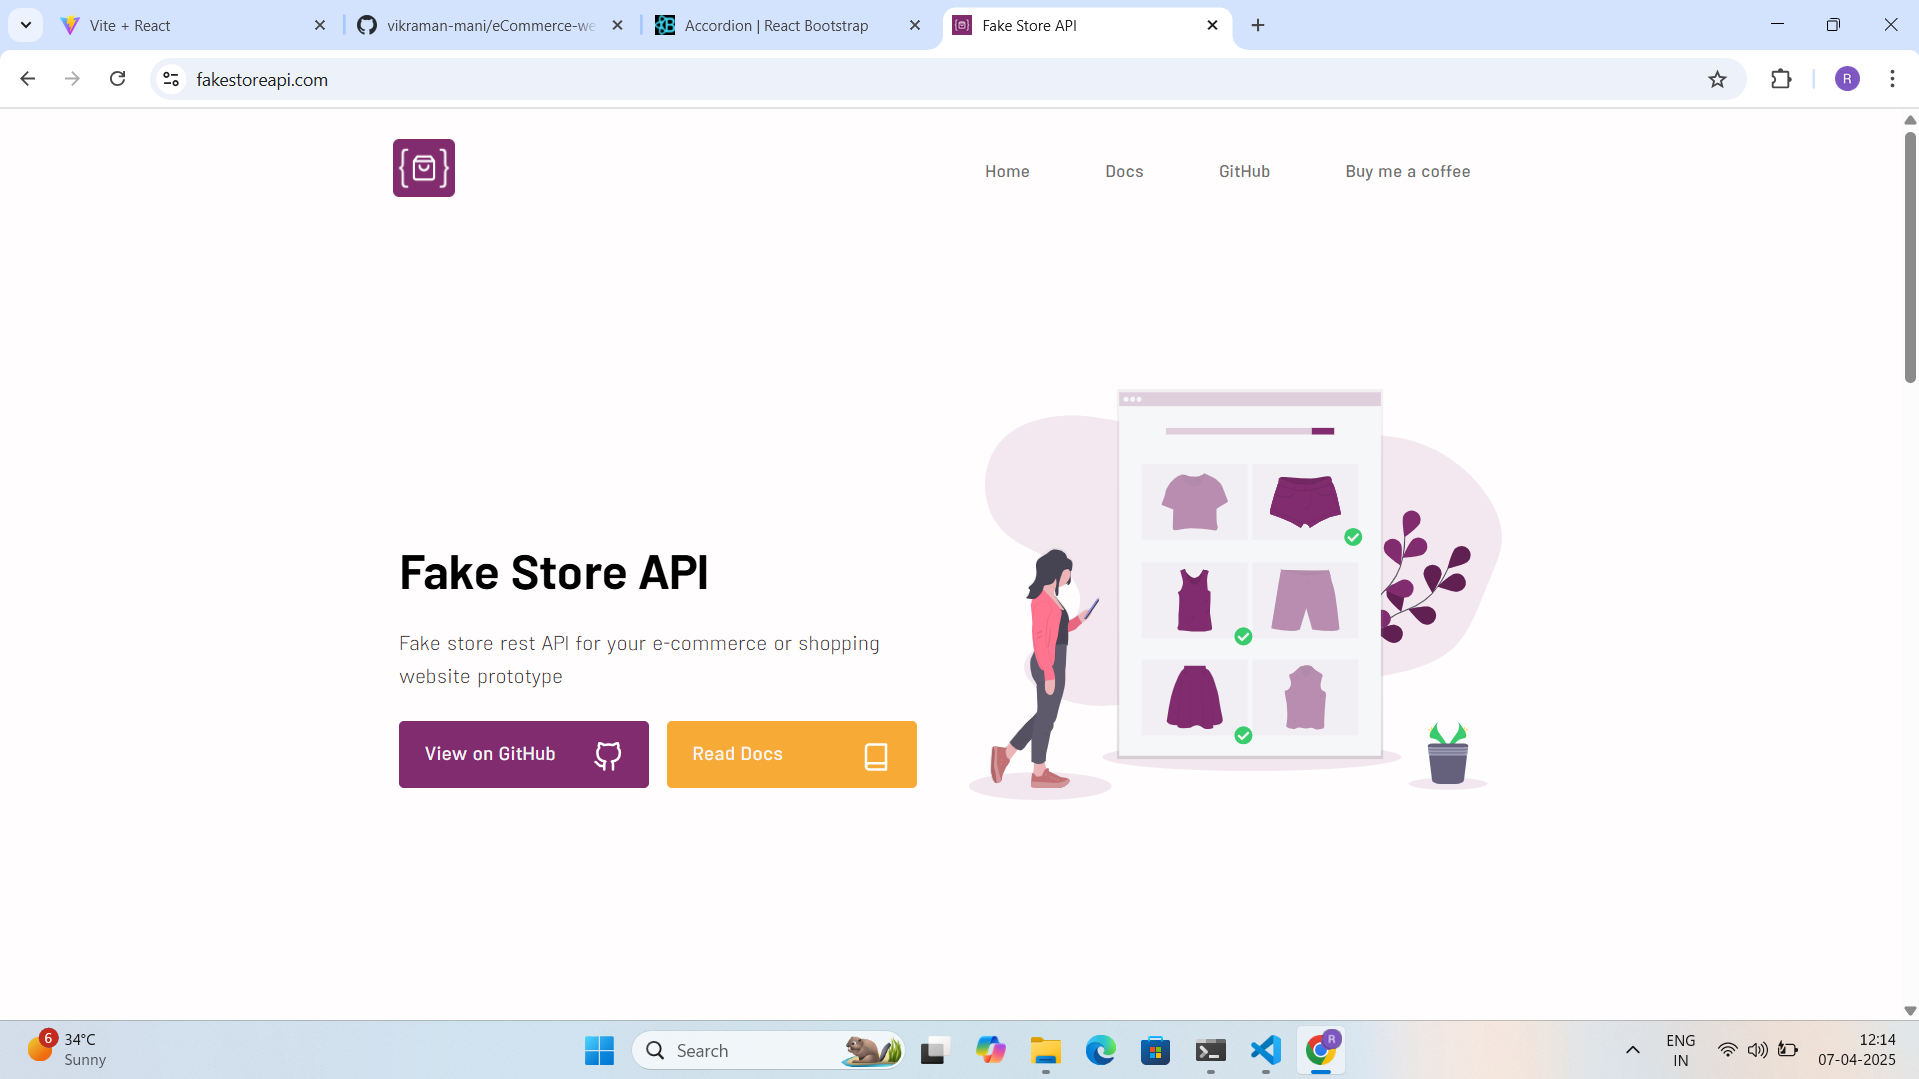 Vite + React
vikraman-mani/eCommerce-we
Accordion | React Bootstrap
Fake Store API
fakestoreapi.com
R
Home
Docs
GitHub
Buy me a coffee
Fake Store API
Fake store rest API for your e-commerce or shopping
website prototype
View on GitHub
Read Docs
6
34°C
Sunny
Search
R
ENG
IN
12:14
07-04-2025